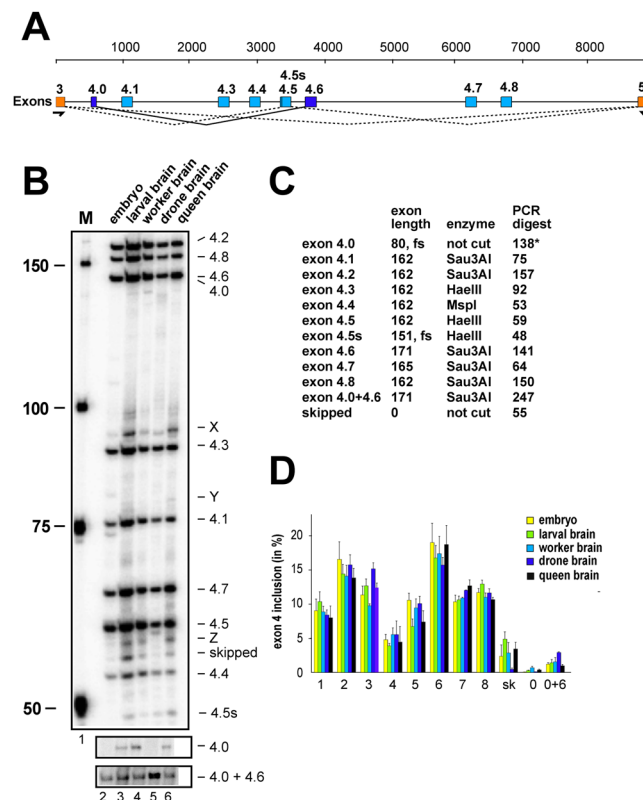 A
1000 2000 3000 4000 5000 6000 7000 8000
4.5s
3 4.0 4.1 4.3 4.4 4.5 4.6 4.7 4.8 5
Exons
B
M embryo larval brain worker brain drone brain queen brain
4.2
150
4.8
4.6
4.0
100
X
4.3
Y
4.1
75
4.7
4.5
Z
skipped
4.4
50
4.5s
1
4.0
4.0 + 4.6
2 3 4 5 6
C
exon length enzyme PCR digest
exon 4.0 80, fs not cut 138*
exon 4.1 162 Sau3AI 75
exon 4.2 162 Sau3AI 157
exon 4.3 162 HaeIII 92
exon 4.4 162 MspI 53
exon 4.5 162 HaeIII 59
exon 4.5s 151, fs HaeIII 48
exon 4.6 171 Sau3AI 141
exon 4.7 165 Sau3AI 64
exon 4.8 162 Sau3AI 150
exon 4.0+4.6 171 Sau3AI 247
skipped 0 not cut 55
D
exon 4 inclusion (in %)
20
15
10
5
0
embryo
larval brain
worker brain
drone brain
queen brain
1 2 3 4 5 6 7 8 sk 0 0+6